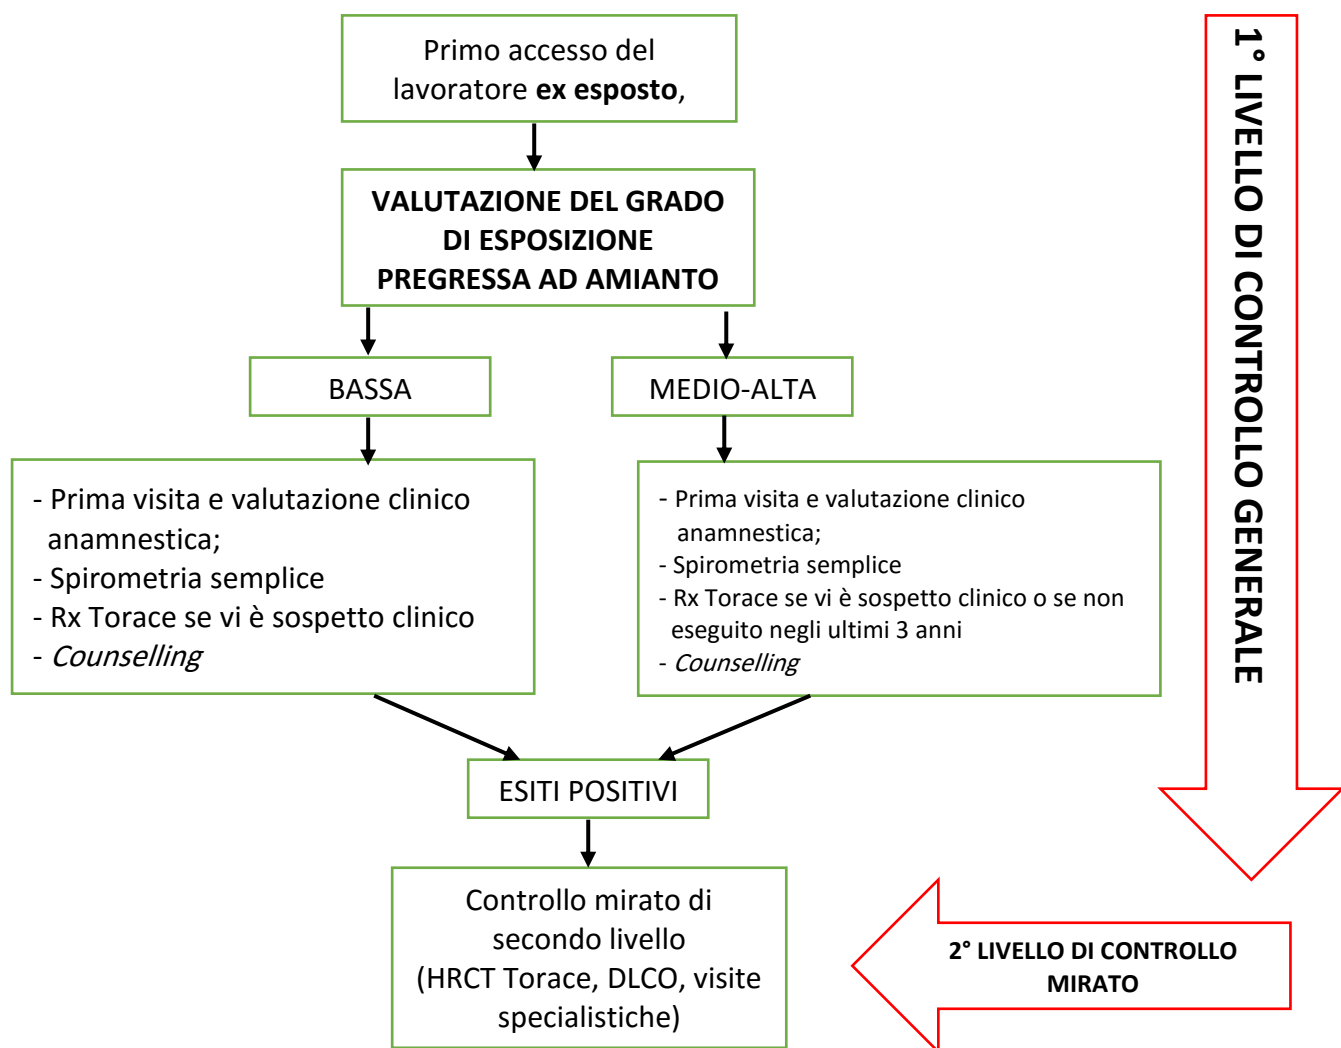 Primo accesso del
lavoratore ex esposto,
VALUTAZIONE DEL GRADO
DI ESPOSIZIONE
PREGRESSA AD AMIANTO
BASSA
MEDIO-ALTA
- Prima visita e valutazione clinico
anamnestica;
- Spirometria semplice
- Rx Torace se vi è sospetto clinico
- Counselling
- Prima visita e valutazione clinico
anamnestica;
- Spirometria semplice
- Rx Torace se vi è sospetto clinico o se non
eseguito negli ultimi 3 anni
- Counselling
ESITI POSITIVI
Controllo mirato di
secondo livello
(HRCT Torace, DLCO, visite
specialistiche)
1° LIVELLO DI CONTROLLO GENERALE
2° LIVELLO DI CONTROLLO
MIRATO